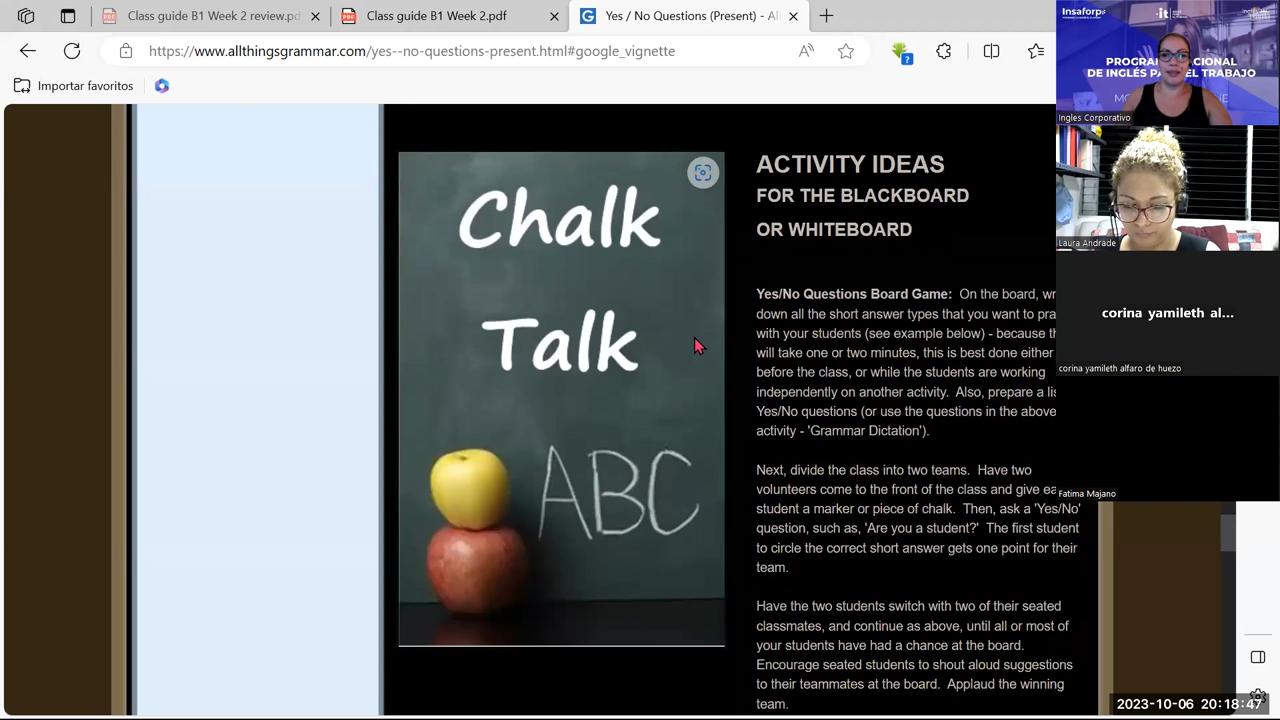 Class guide B1 Week 2 review.pdf
Class guide B1 Week2_.pdf
Yes / No Questions (Present) - All
https://www.allthingsgrammar.com/yes--no-questions-present.html#google_vignette
Importar favoritos
Chalk
Talk
ABC
ACTIVITY IDEAS
FOR THE BLACKBOARD
OR WHITEBOARD
Yes/No Questions Board Game: On the board, wr
down all the short answer types that you want to pra
with your students (see example below) - because th
will take one or two minutes, this is best done either
before the class, or while the students are working
independently on another activity. Also, prepare a lis
Yes/No questions (or use the questions in the above
activity - 'Grammar Dictation').
Next, divide the class into two teams. Have two
volunteers come to the front of the class and give ea
student a marker or piece of chalk. Then, ask a 'Yes/No'
question, such as, 'Are you a student?' The first student
to circle the correct short answer gets one point for their
team.
Have the two students switch with two of their seated
classmates, and continue as above, until all or most of
your students have had a chance at the board.
Encourage seated students to shout aloud suggestions
to their teammates at the board. Applaud the winning
team.
Insaforp
it
PROGRA CIONAL
DE INGLÉS PA EL TRABAJO
Ingles Corporativo
Laura Andrade
corina yamileth al...
corina yamileth alfaro de huezo
Fatima Majano
2023-10-06 20:18:47